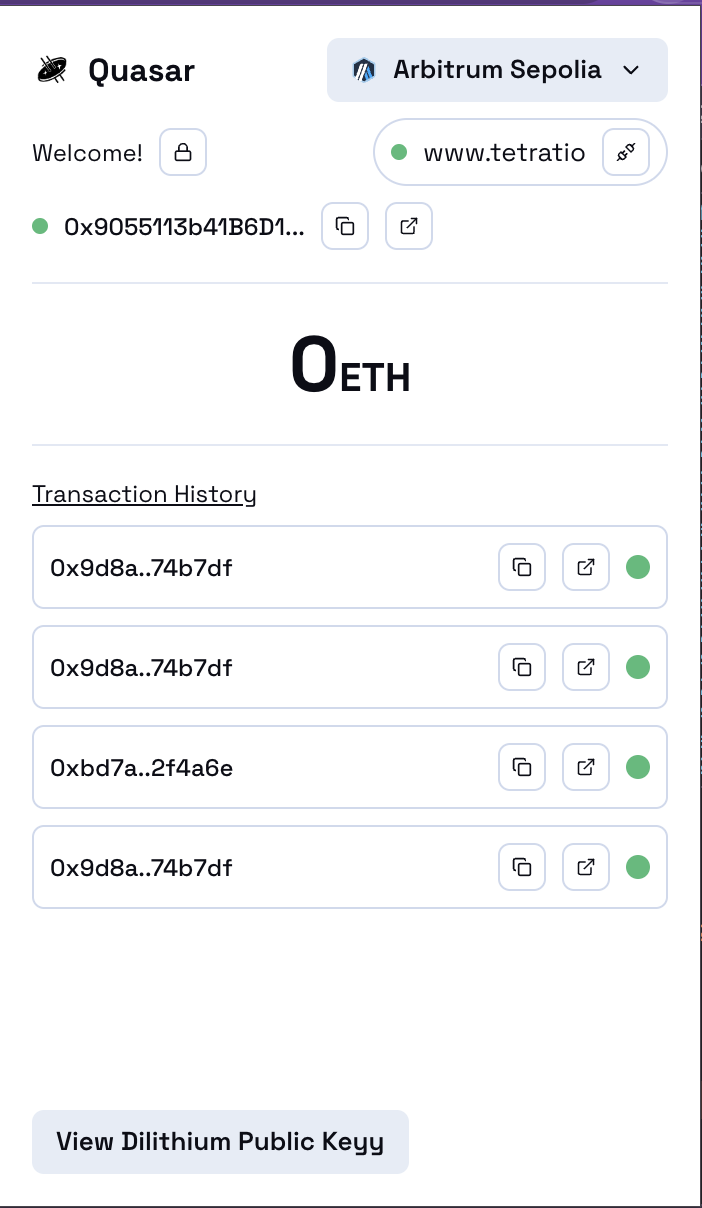 Quasar
Arbitrum Sepolia
Welcome!
www.tetratio
0x9055113b41B6D1...
0ETH
Transaction History
0x9d8a..74b7df
0x9d8a..74b7df
0xbd7a..2f4a6e
0x9d8a..74b7df
View Dilithium Public Keyy